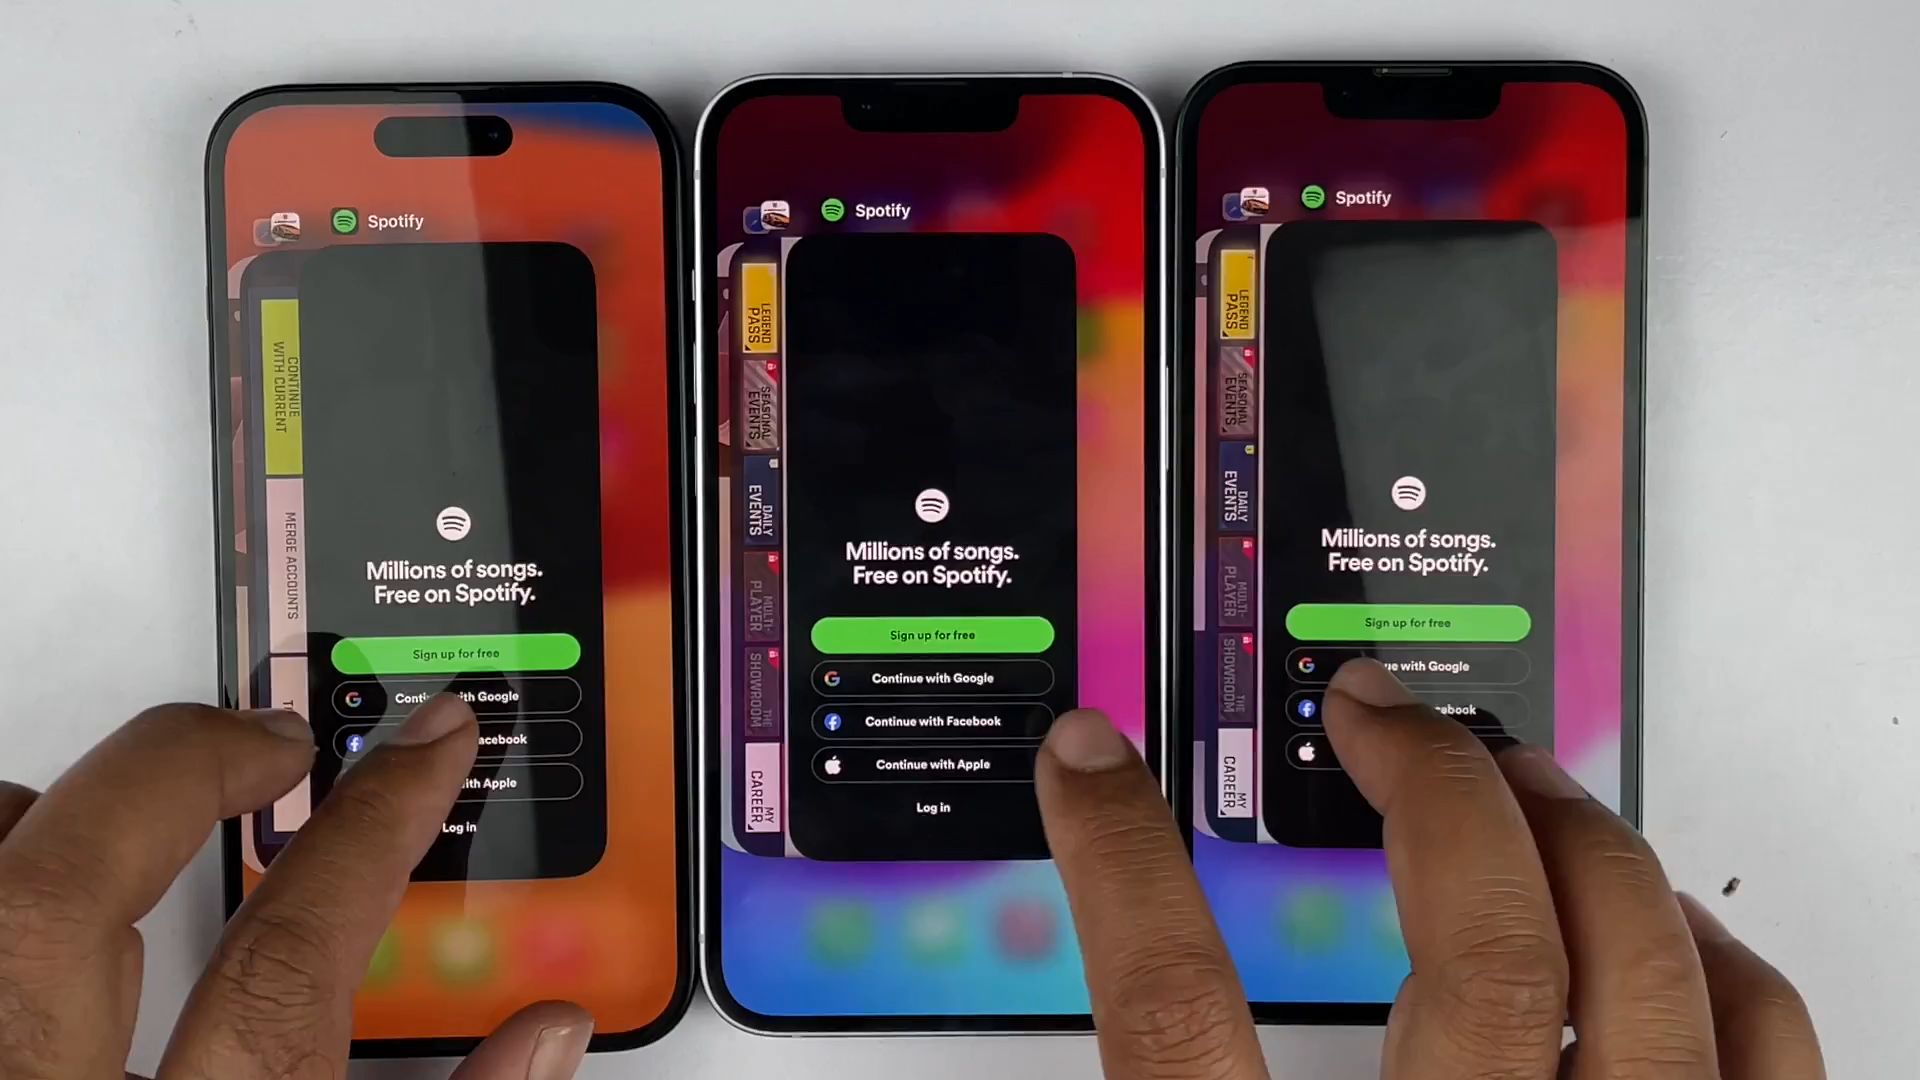 Spotify
CONTINUE
WITH CURRENT
MERGE ACCOUNTS
Millions of songs.
Free on Spotify.
Sign up for free
th Google
acebook
ith Apple
Log in
Spotify
LEGEND
PASS
SEASONAL
EVENTS
DAILY
EVENTS
MULTI-
PLAYER
THE
SHOWROOM
MY
CAREER
Millions of songs.
Free on Spotify.
Sign up for free
Continue with Google
Continue with Facebook
Continue with Apple
Log in
Spotify
LEGEND
PASS
SEASONAL
EVENTS
DAILY
EVENTS
MULTI-
PLAYER
THE
SHOWROOM
MY
CAREER
Millions of songs.
Free on Spotify.
Sign up for free
ue with Google
ebook